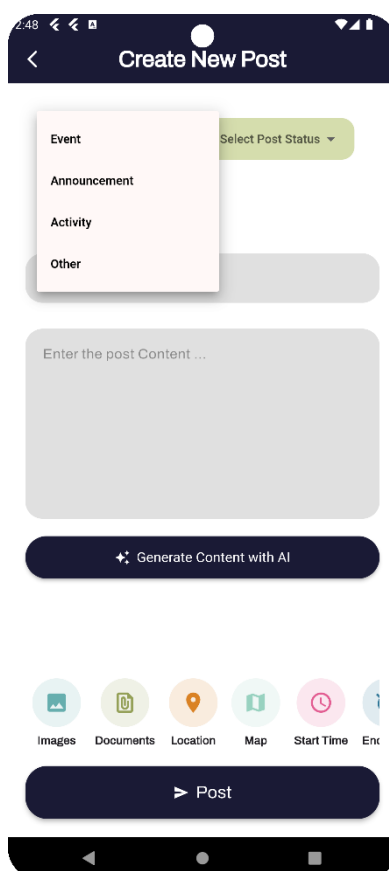 2:48
Create New Post
Event
Select Post Status
Announcement
Activity
Other
Enter the post Content ...
Generate Content with AI
Images Documents Location Map Start Time
Post